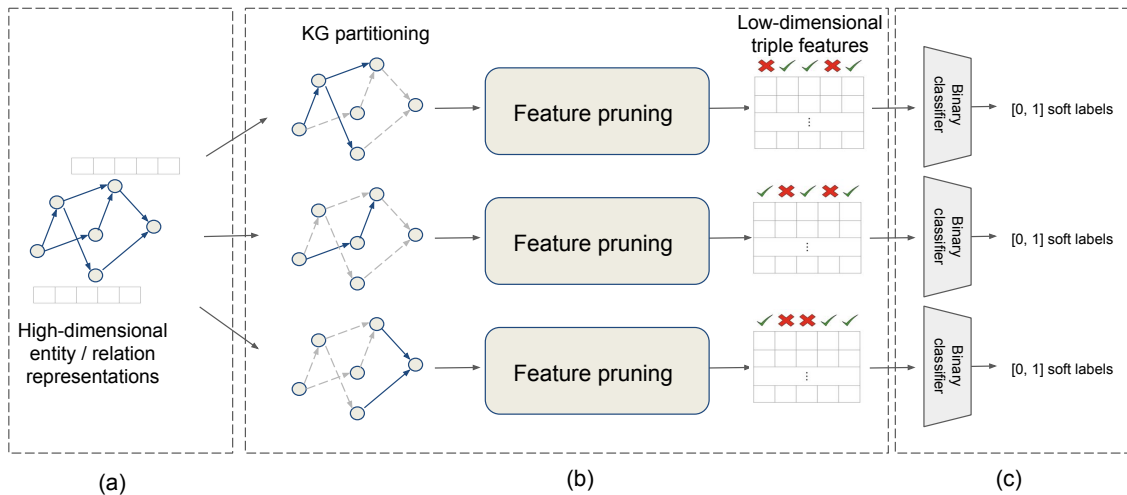 KG partitioning
Low-dimensional
triple features
Feature pruning
⋮
Binary
classifier
[0, 1] soft labels
Feature pruning
⋮
Binary
classifier
[0, 1] soft labels
High-dimensional
entity / relation
representations
Feature pruning
⋮
Binary
classifier
[0, 1] soft labels
(a)
(b)
(c)